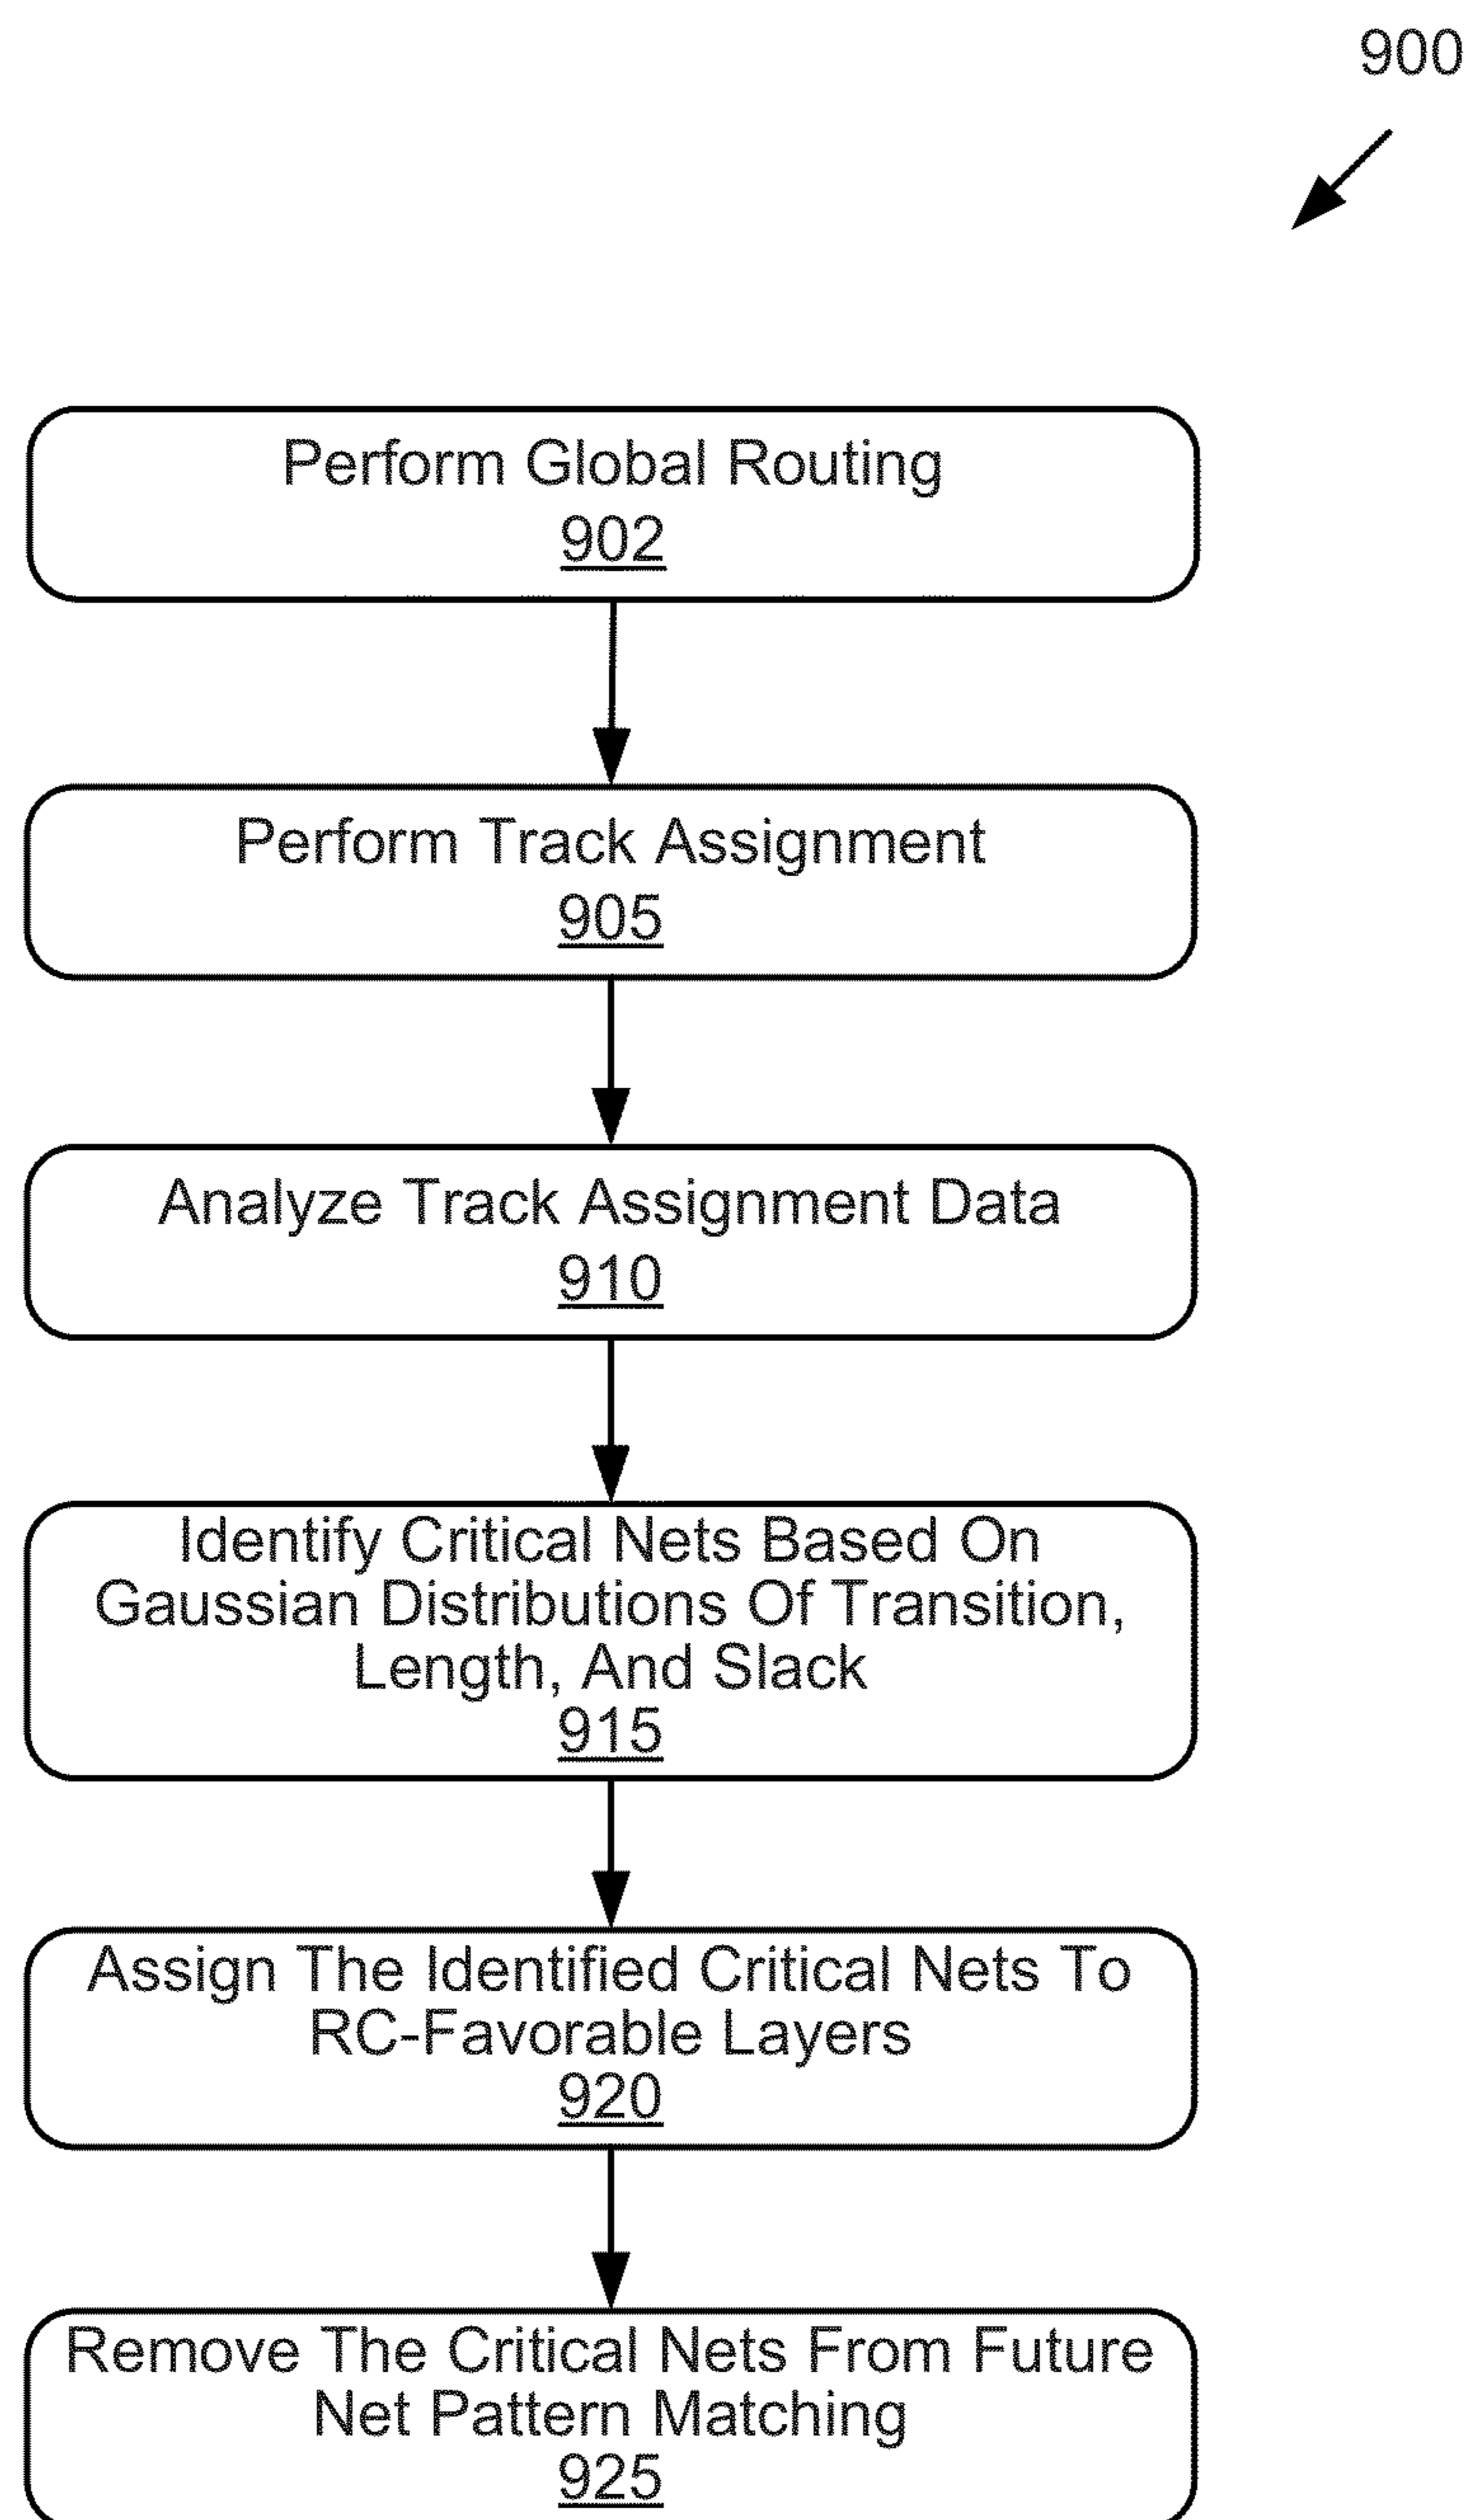 900
Perform Global Routing
902
Perform Track Assignment
905
Analyze Track Assignment Data
910
Identify Critical Nets Based On
Gaussian Distributions Of Transition,
Length, And Slack
915
Assign The Identified Critical Nets To
RC-Favorable Layers
920
Remove The Critical Nets From Future
Net Pattern Matching
925